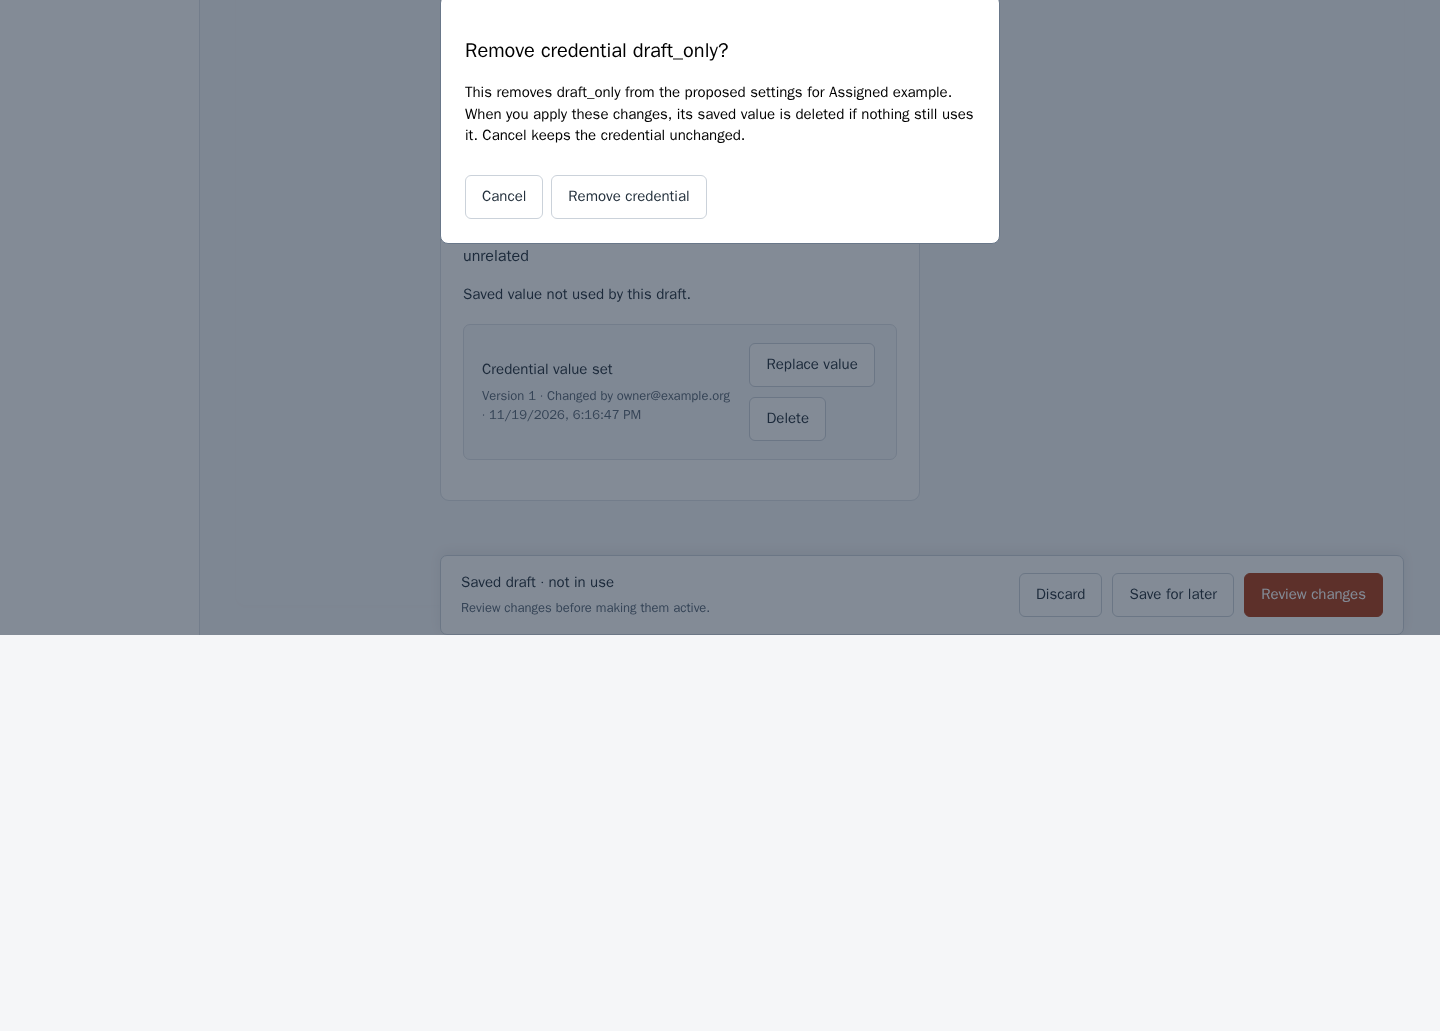 Remove credential draft_only?
This removes draft_only from the proposed settings for Assigned example.
When you apply these changes, its saved value is deleted if nothing still uses
it. Cancel keeps the credential unchanged.
Cancel
Remove credential
unrelated
Saved value not used by this draft.
Credential value set
Version 1 · Changed by owner@example.org
· 11/19/2026, 6:16:47 PM
Replace value
Delete
Saved draft · not in use
Review changes before making them active.
Discard
Save for later
Review changes